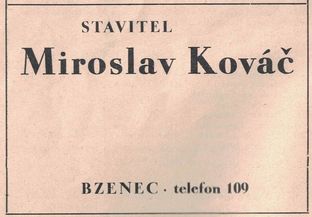 STAVITEL
Miroslav Kováč
BZENEC · telefon 109